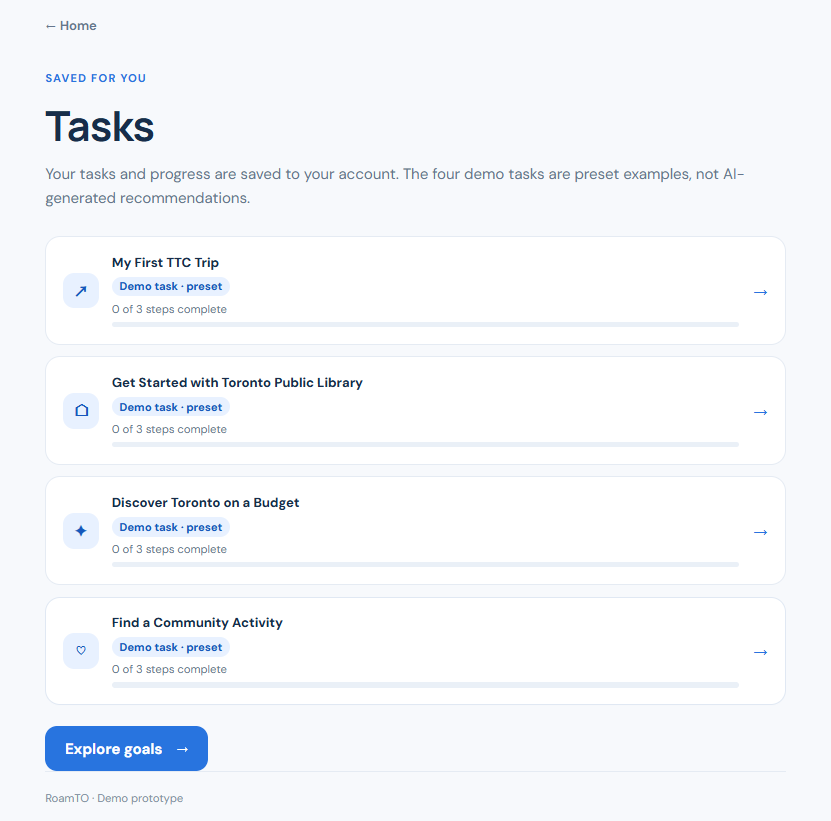 ← Home
SAVED FOR YOU
Tasks
Your tasks and progress are saved to your account. The four demo tasks are preset examples, not AI-
generated recommendations.
My First TTC Trip
Demo task · preset
0 of 3 steps complete
Get Started with Toronto Public Library
Demo task · preset
0 of 3 steps complete
Discover Toronto on a Budget
Demo task · preset
0 of 3 steps complete
Find a Community Activity
Demo task · preset
0 of 3 steps complete
Explore goals →
RoamTO · Demo prototype